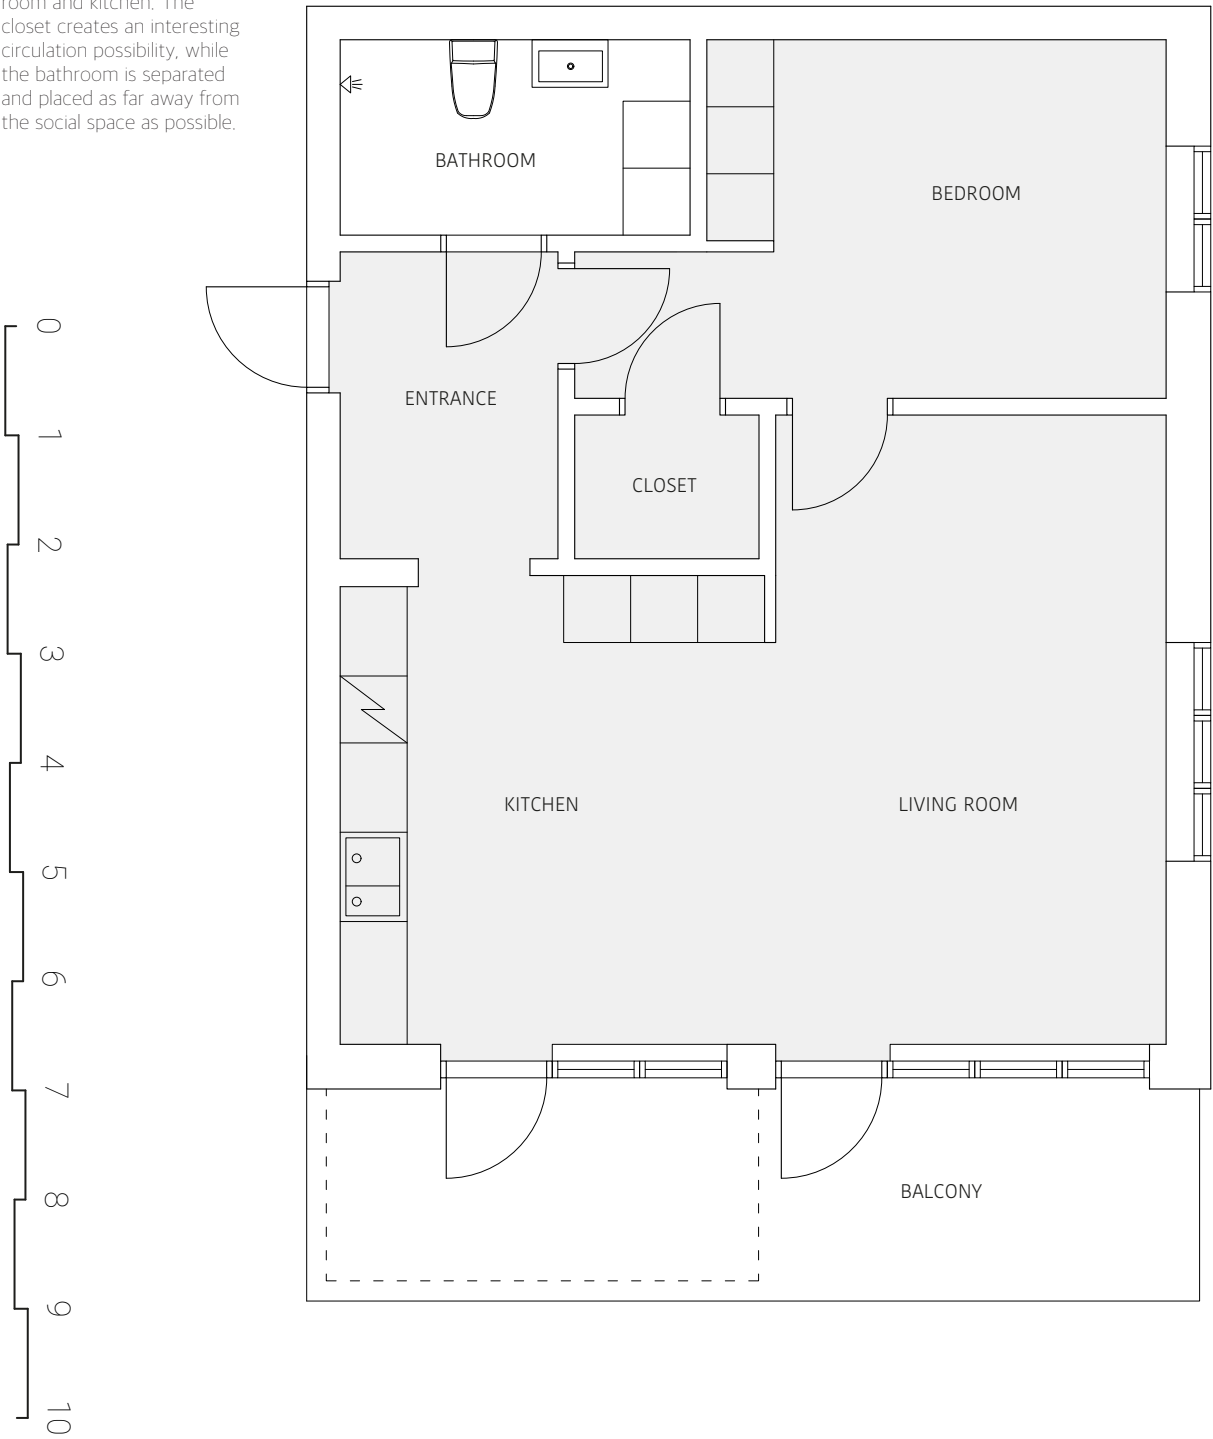 room and kitchen. The
closet creates an interesting
circulation possibility, while
the bathroom is separated
and placed as far away from
the social space as possible.
BATHROOM
BEDROOM
ENTRANCE
CLOSET
KITCHEN
LIVING ROOM
BALCONY
0
1
2
3
4
5
6
7
8
9
10